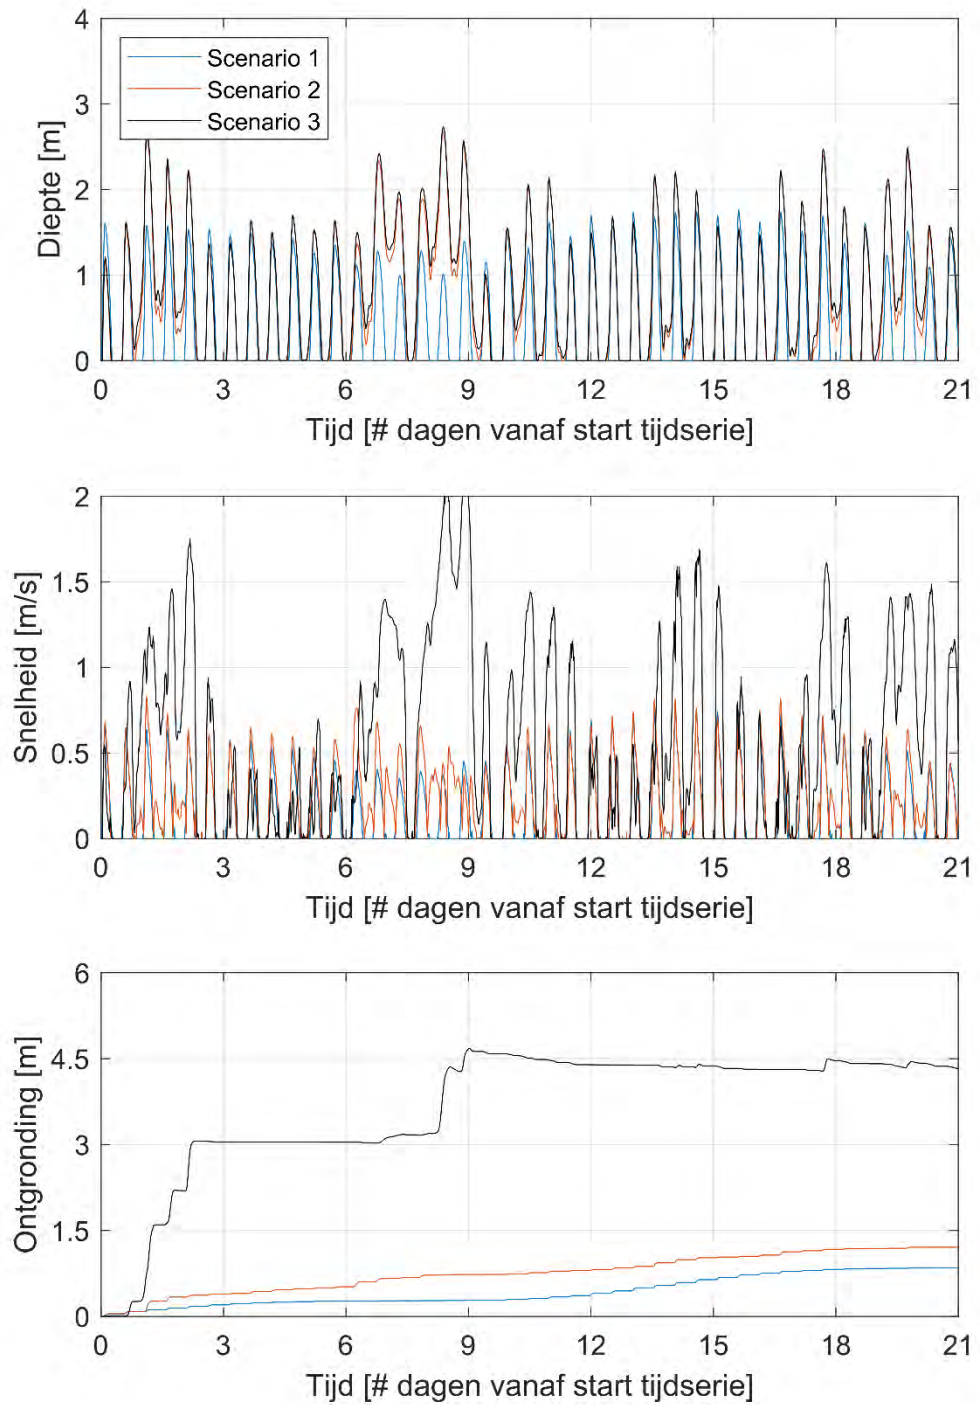 4
3
2
1
0
Diepte [m]
Scenario 1
Scenario 2
Scenario 3
0 3 6 9 12 15 18 21
Tijd [# dagen vanaf start tijdserie]
2
1.5
1
0.5
0
Snelheid [m/s]
0 3 6 9 12 15 18 21
Tijd [# dagen vanaf start tijdserie]
6
4.5
3
1.5
0
Ontgronding [m]
0 3 6 9 12 15 18 21
Tijd [# dagen vanaf start tijdserie]